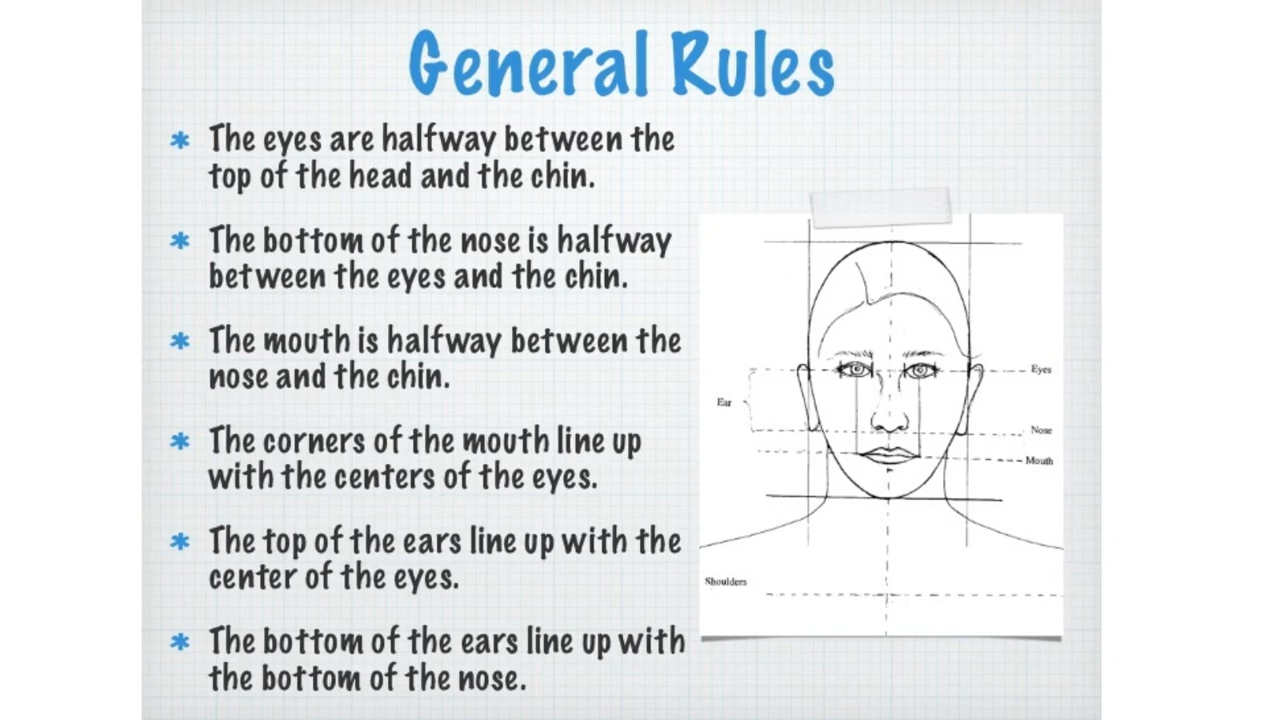 General Rules
* The eyes are halfway between the
top of the head and the chin.
* The bottom of the nose is halfway
between the eyes and the chin.
* The mouth is halfway between the
nose and the chin.
* The corners of the mouth line up
with the centers of the eyes.
* The top of the ears line up with the
center of the eyes.
* The bottom of the ears line up with
the bottom of the nose.
Eyes
Ear
Nose
Mouth
Shoulders